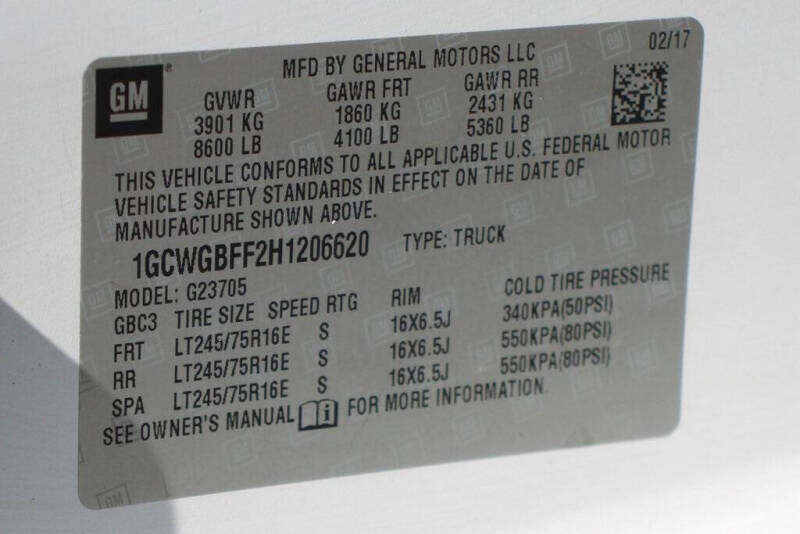 GM
MFD BY GENERAL MOTORS LLC 02/17
GVWR GAWR FRT GAWR RR
3901 KG 1860 KG 2431 KG
8600 LB 4100 LB 5360 LB
THIS VEHICLE CONFORMS TO ALL APPLICABLE U.S. FEDERAL MOTOR
VEHICLE SAFETY STANDARDS IN EFFECT ON THE DATE OF
MANUFACTURE SHOWN ABOVE.
1GCWGBFF2H1206620 TYPE: TRUCK
MODEL: G23705
GBC3 TIRE SIZE SPEED RTG RIM COLD TIRE PRESSURE
FRT LT245/75R16E S 16X6.5J 340KPA(50PSI)
RR LT245/75R16E S 16X6.5J 550KPA(80PSI)
SPA LT245/75R16E S 16X6.5J 550KPA(80PSI)
SEE OWNER'S MANUAL i FOR MORE INFORMATION.
GM